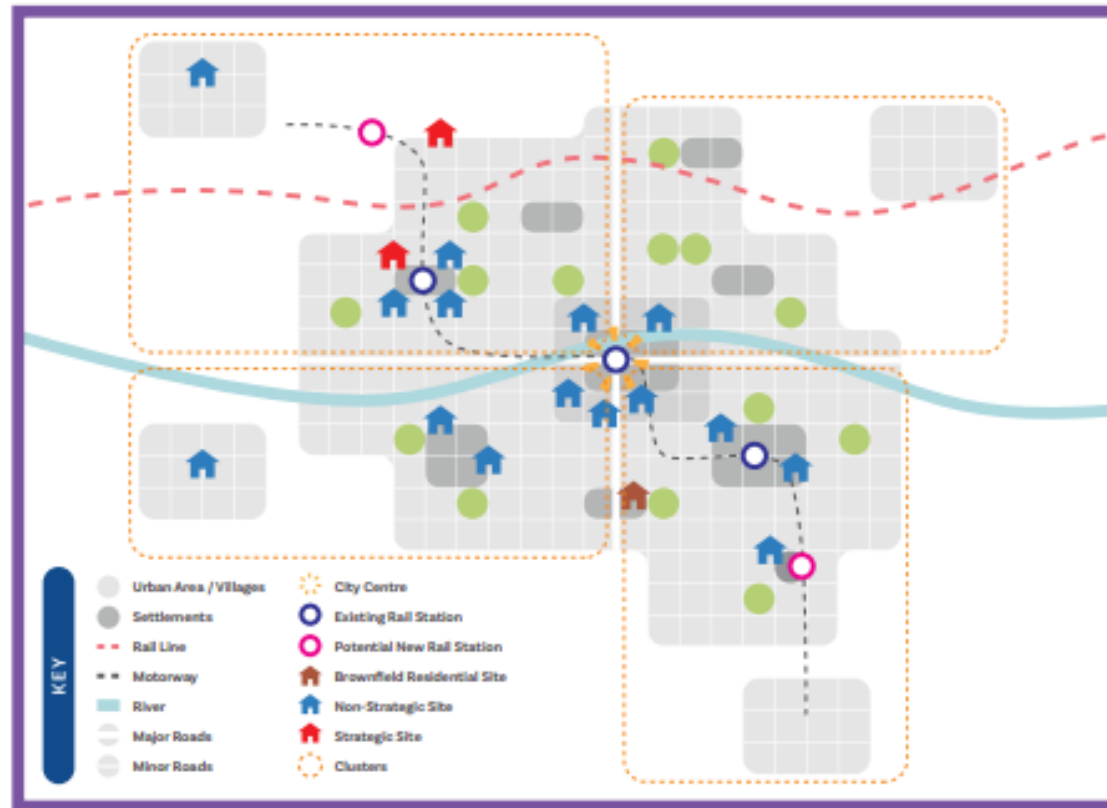 KEY
Urban Area / Villages
Settlements
Rail Line
Motorway
River
Major Roads
Minor Roads
City Centre
Existing Rail Station
Potential New Rail Station
Brownfield Residential Site
Non-Strategic Site
Strategic Site
Clusters